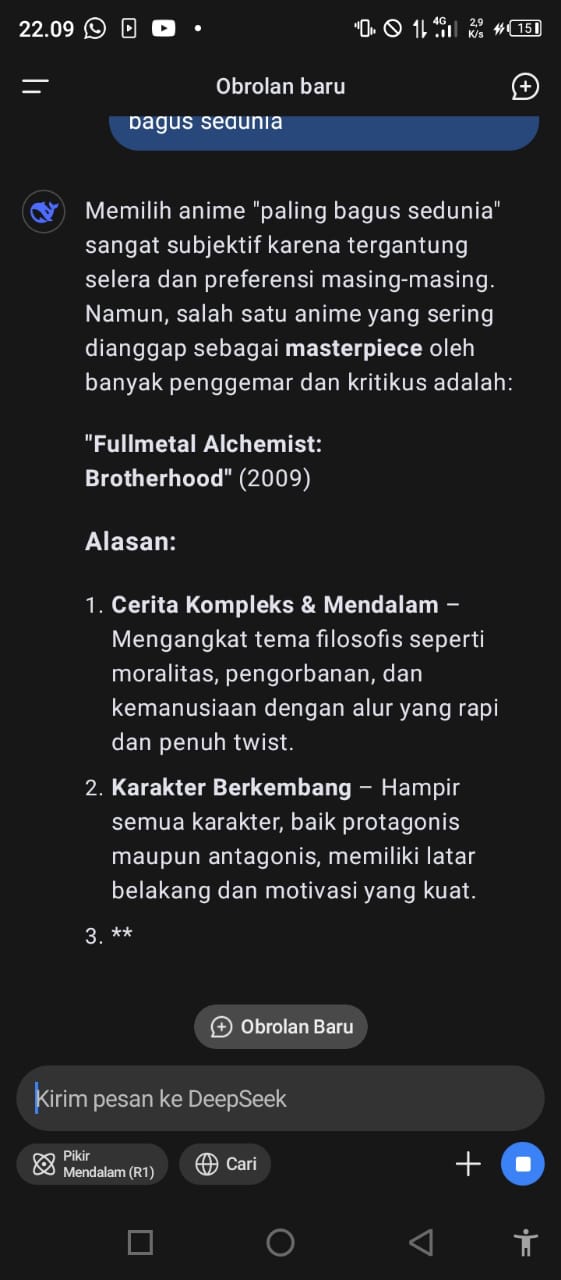 22.09
4G 2,9 K/s 15
Obrolan baru
bagus sedunia
Memilih anime "paling bagus sedunia"
sangat subjektif karena tergantung
selera dan preferensi masing-masing.
Namun, salah satu anime yang sering
dianggap sebagai masterpiece oleh
banyak penggemar dan kritikus adalah:
"Fullmetal Alchemist:
Brotherhood" (2009)
Alasan:
1. Cerita Kompleks & Mendalam –
Mengangkat tema filosofis seperti
moralitas, pengorbanan, dan
kemanusiaan dengan alur yang rapi
dan penuh twist.
2. Karakter Berkembang – Hampir
semua karakter, baik protagonis
maupun antagonis, memiliki latar
belakang dan motivasi yang kuat.
3. **
Obrolan Baru
Kirim pesan ke DeepSeek
Pikir
Mendalam (R1)
Cari